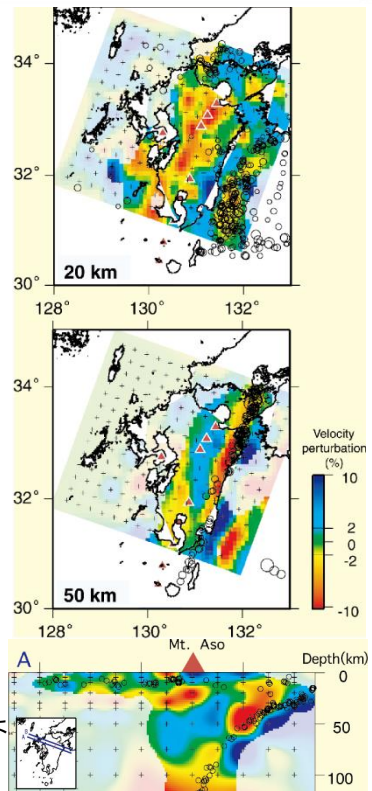 34°
32°
30°
20 km
128° 130° 132°
34°
32°
30°
50 km
128° 130° 132°
Velocity
perturbation
(%)
10
2
0
-2
-10
A
Mt. Aso
Depth(km)
0
50
100
B
A